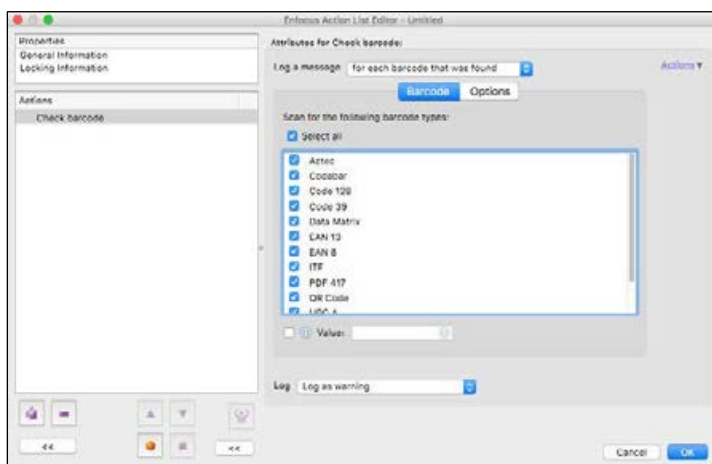 Enfocus Action List Editor - Untitled
Properties
General Information
Locking Information
Actions
Check barcode
<<
<<
Attributes for Check barcode:
Log a message for each barcode that was found
Actions ▾
Barcode Options
Scan for the following barcode types:
Select all
Aztec
Codabar
Code 128
Code 39
Data Matrix
EAN 13
EAN 8
ITF
PDF 417
QR Code
UPC A
Value:
Log Log as warning
Cancel OK